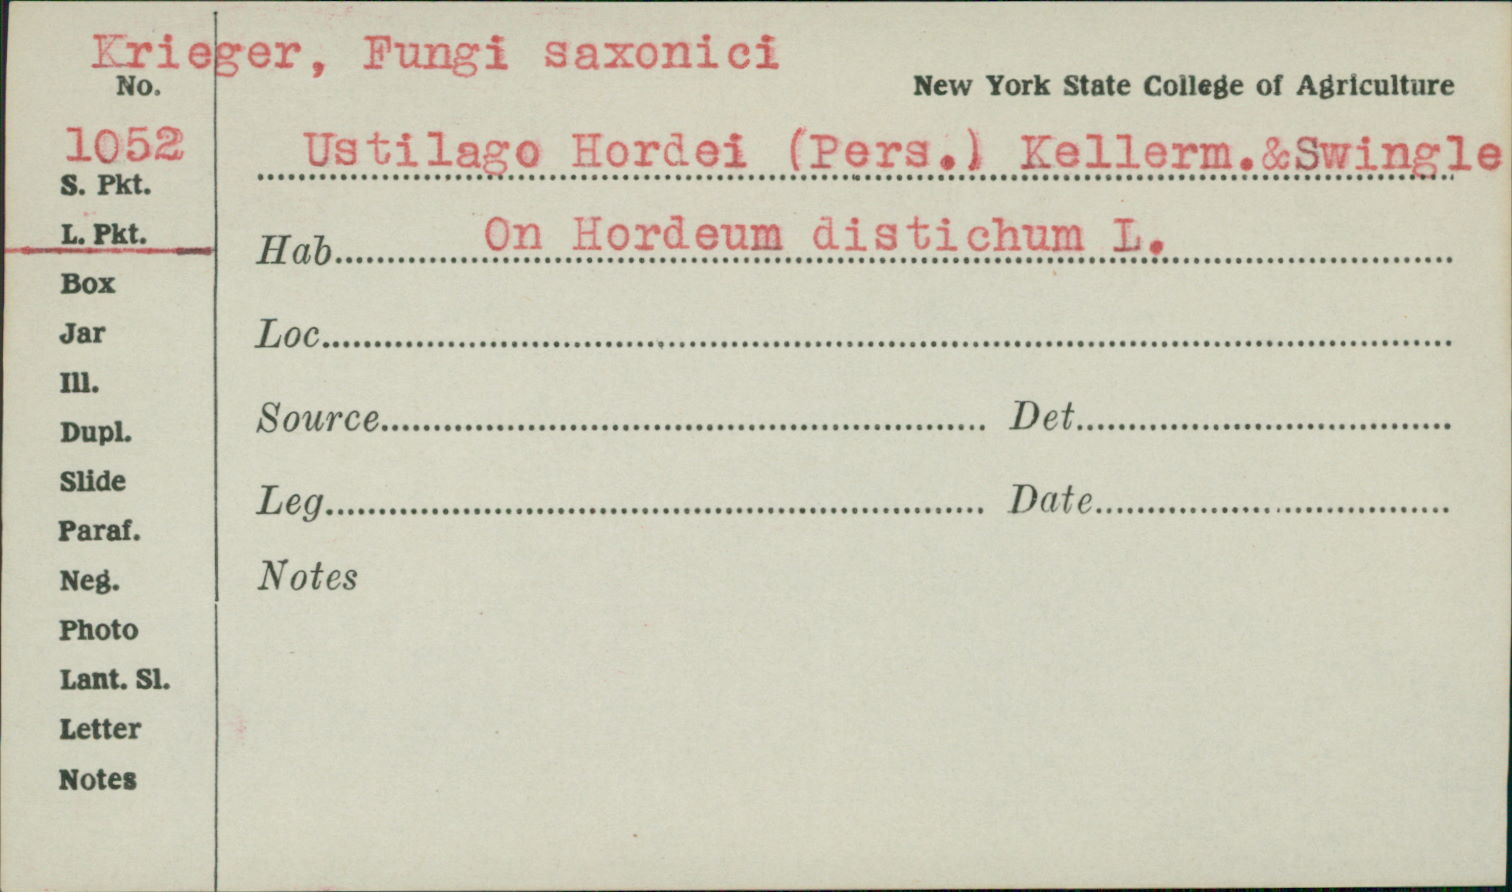 Krieger, Fungi saxonici
No.
New York State College of Agriculture
1052
Ustilago Hordei (Pers.) Kellerm.&Swingle
S. Pkt.
L. Pkt.
Hab. On Hordeum distichum L.
Box
Jar
Loc.
Ill.
Dupl.
Source Det.
Slide
Leg. Date
Paraf.
Neg.
Notes
Photo
Lant. Sl.
Letter
Notes